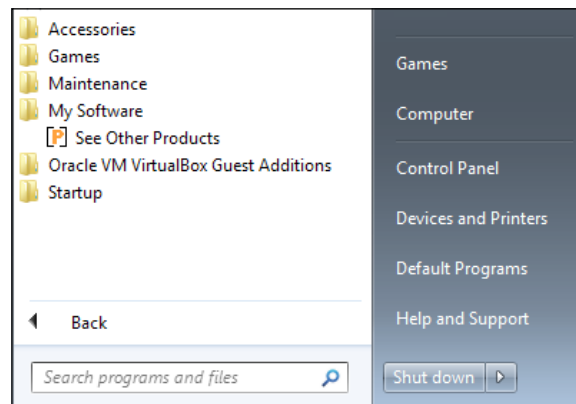 Accessories
Games
Maintenance
My Software
P See Other Products
Oracle VM VirtualBox Guest Additions
Startup
Back
Search programs and files
Games
Computer
Control Panel
Devices and Printers
Default Programs
Help and Support
Shut down